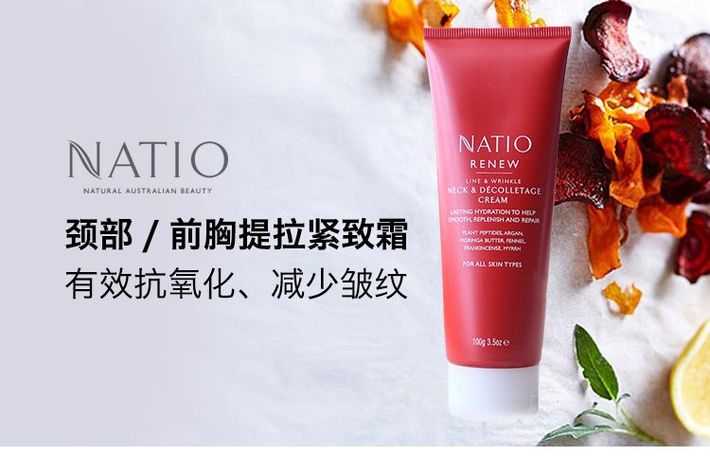 NATIO
NATURAL AUSTRALIAN BEAUTY
颈部 / 前胸提拉紧致霜
有效抗氧化、减少皱纹
NATIO
RENEW
LINE & WRINKLE
NECK & DÉCOLLETAGE
CREAM
LASTING HYDRATION TO HELP
SMOOTH, REPLENISH AND REPAIR
PLANT PEPTIDES, ARGAN,
MORINGA BUTTER, FENNEL,
FRANKINCENSE, MYRRH
FOR ALL SKIN TYPES
100g 3.5oz℮